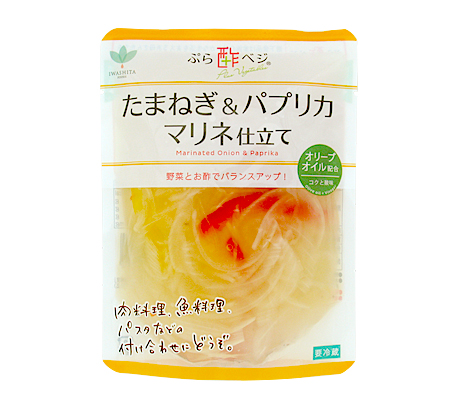 IWASHITA
ぷら酢ベジ®
Plus Vegetables
たまねぎ&パプリカ
マリネ仕立て
Marinated Onion & Paprika
野菜とお酢でバランスアップ!
オリーブ
オイル配合
コクと酸味
肉料理、魚料理、
パスタなどの
付け合わせにどうぞ。
要冷蔵